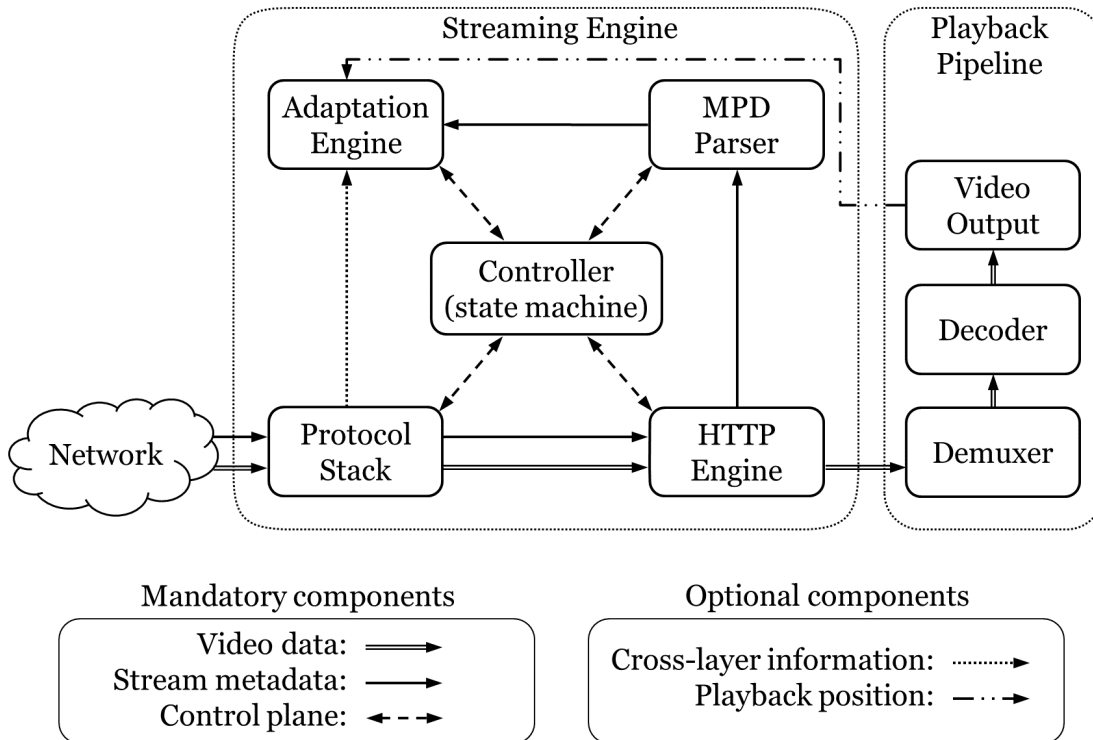 Streaming Engine
Playback
Pipeline
Adaptation
Engine
MPD
Parser
Video
Output
Controller
(state machine)
Decoder
Network
Protocol
Stack
HTTP
Engine
Demuxer
Mandatory components
Video data:
Stream metadata:
Control plane:
Optional components
Cross-layer information:
Playback position: